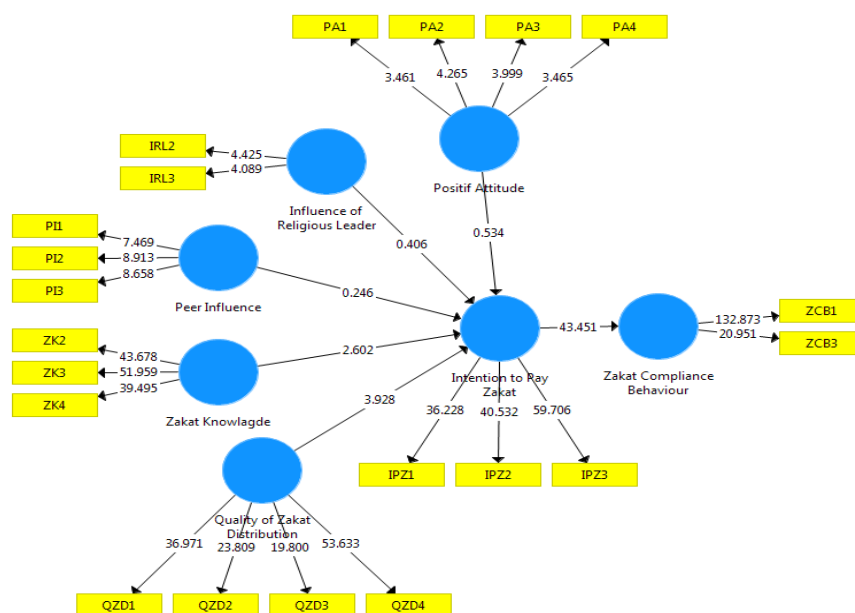 PA1 PA2 PA3 PA4
3.461 4.265 3.999 3.465
Positif Attitude
0.534
IRL2
IRL3
4.425
4.089
Influence of
Religious Leader
0.406
PI1
PI2
PI3
7.469
8.913
8.658
Peer Influence
0.246
ZK2
ZK3
ZK4
43.678
51.959
39.495
Zakat Knowlagde
2.602
Intention to Pay
Zakat
43.451
Zakat Compliance
Behaviour
132.873
20.951
ZCB1
ZCB3
3.928
36.228 40.532 59.706
IPZ1 IPZ2 IPZ3
Quality of Zakat
Distribution
36.971 23.809 19.800 53.633
QZD1 QZD2 QZD3 QZD4